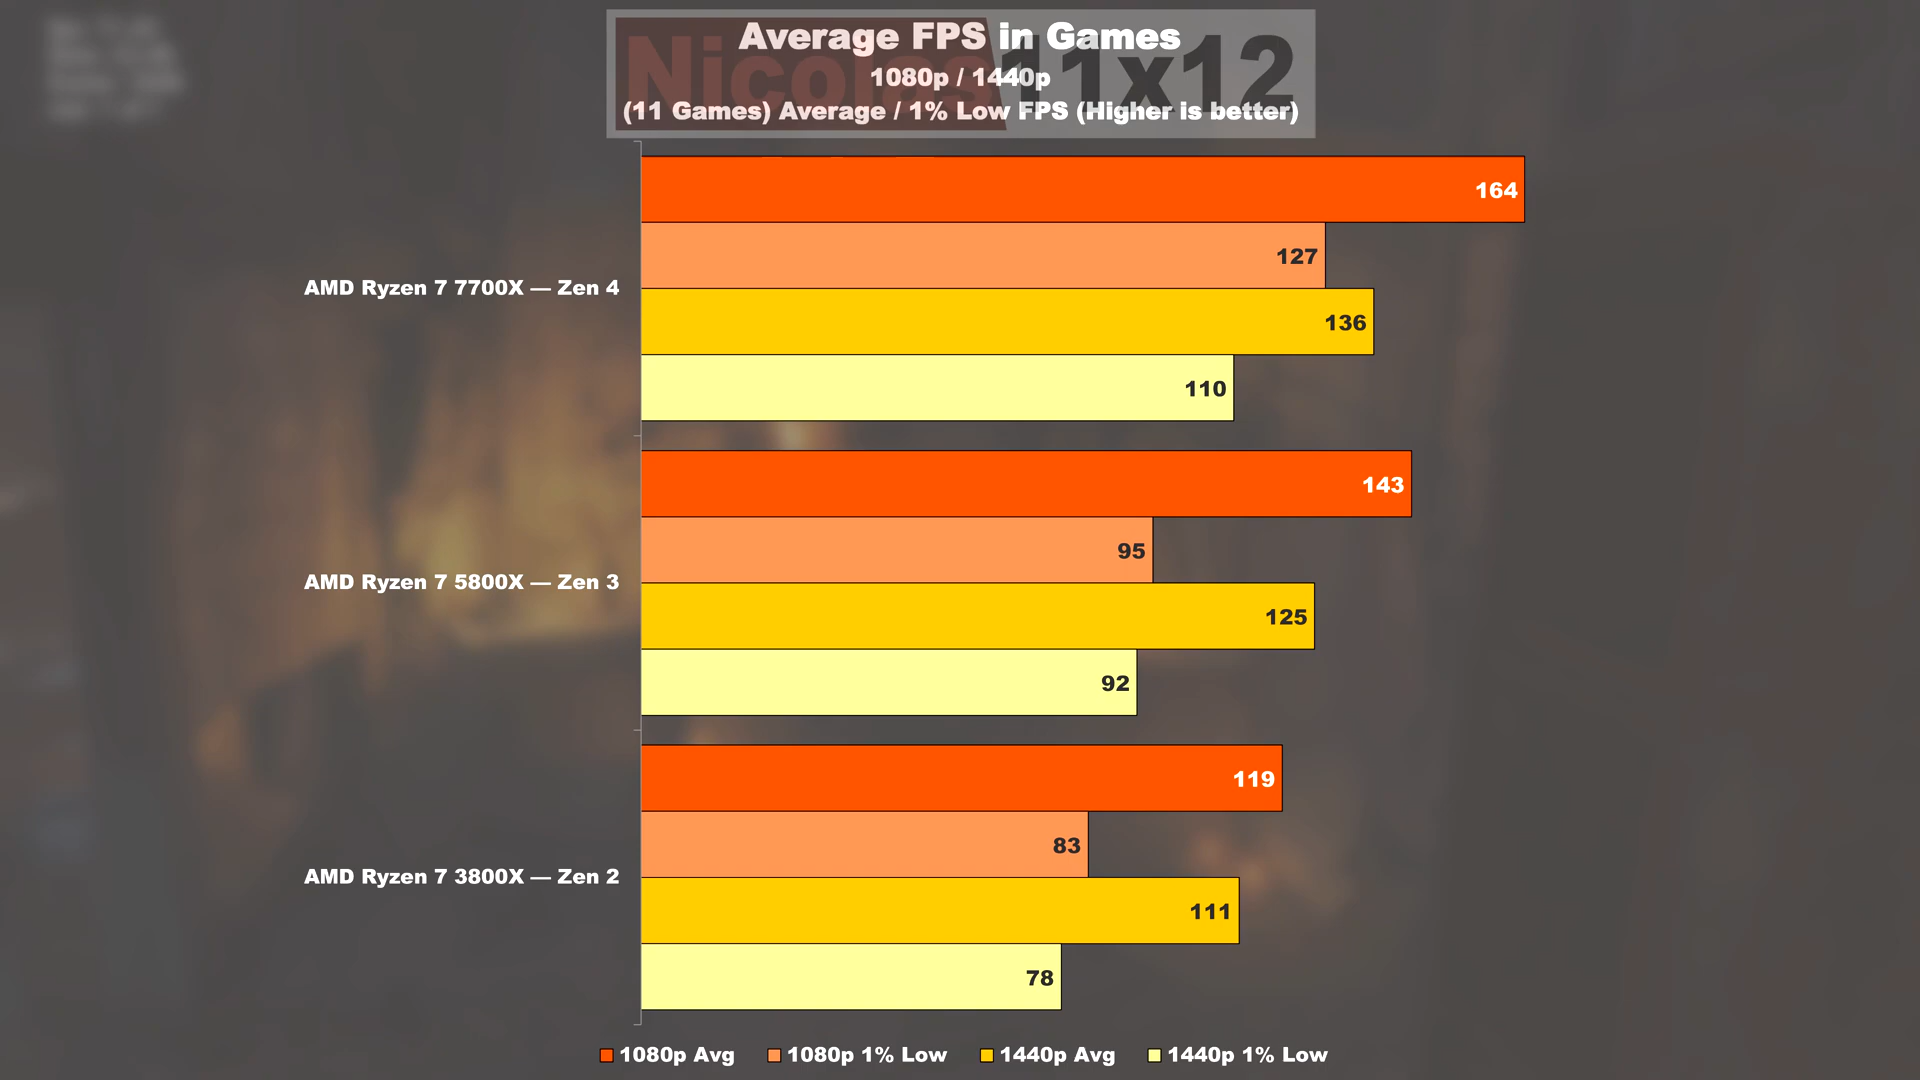 Average FPS in Games
1080p / 1440p
(11 Games) Average / 1% Low FPS (Higher is better)
Nicolas11x12
AMD Ryzen 7 7700X — Zen 4
164
127
136
110
AMD Ryzen 7 5800X — Zen 3
143
95
125
92
AMD Ryzen 7 3800X — Zen 2
119
83
111
78
1080p Avg 1080p 1% Low 1440p Avg 1440p 1% Low